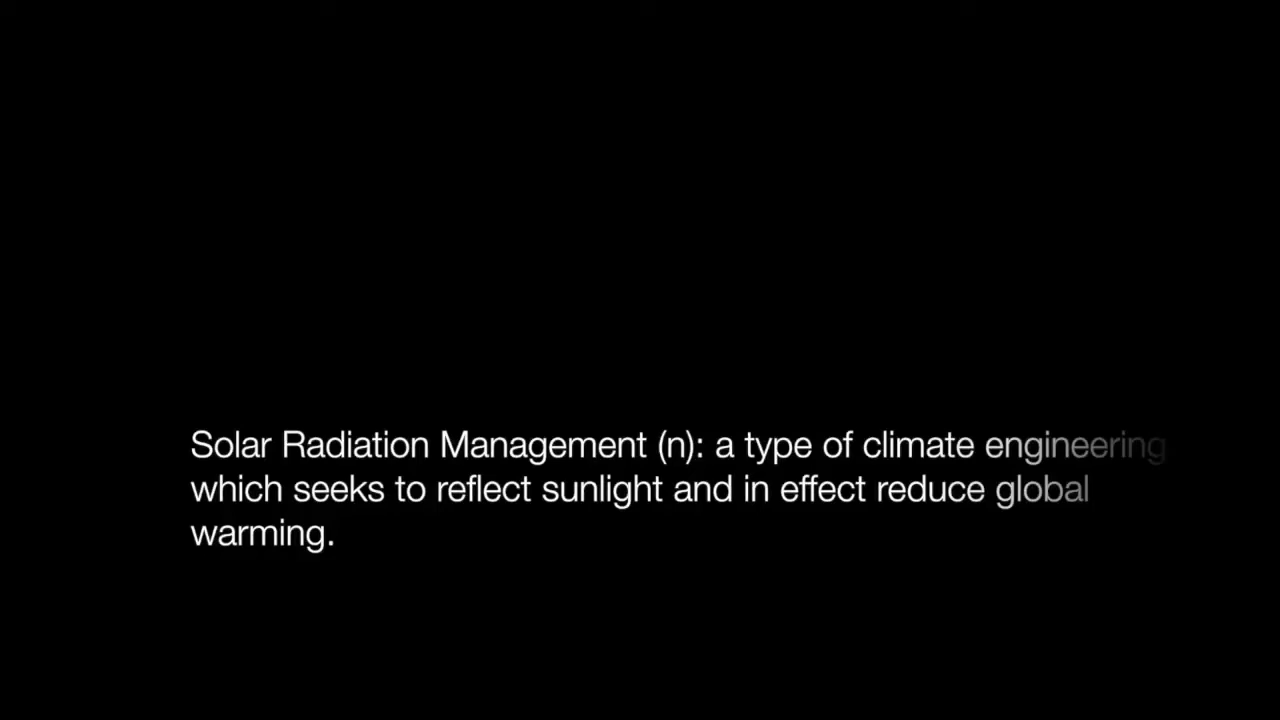 Solar Radiation Management (n): a type of climate engineering
which seeks to reflect sunlight and in effect reduce global
warming.